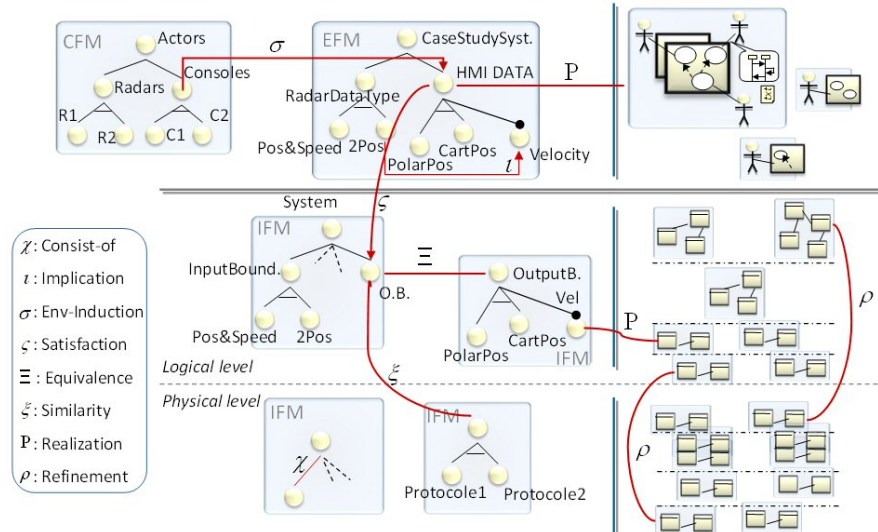 CFM
Actors
σ
Consoles
Radars
R1
R2
C1
C2
EFM
CaseStudySyst.
HMI DATA
P
RadarDataType
Pos&Speed
2Pos
PolarPos
CartPos
Velocity
ι
ς
System
IFM
InputBound.
O.B.
Pos&Speed
2Pos
Ξ
OutputB.
Vel
PolarPos
CartPos
IFM
P
ρ
Logical level
Physical level
ξ
IFM
χ
IFM
Protocole1
Protocole2
ρ
χ: Consist-of
ι: Implication
σ: Env-Induction
ς: Satisfaction
Ξ: Equivalence
ξ: Similarity
P: Realization
ρ: Refinement